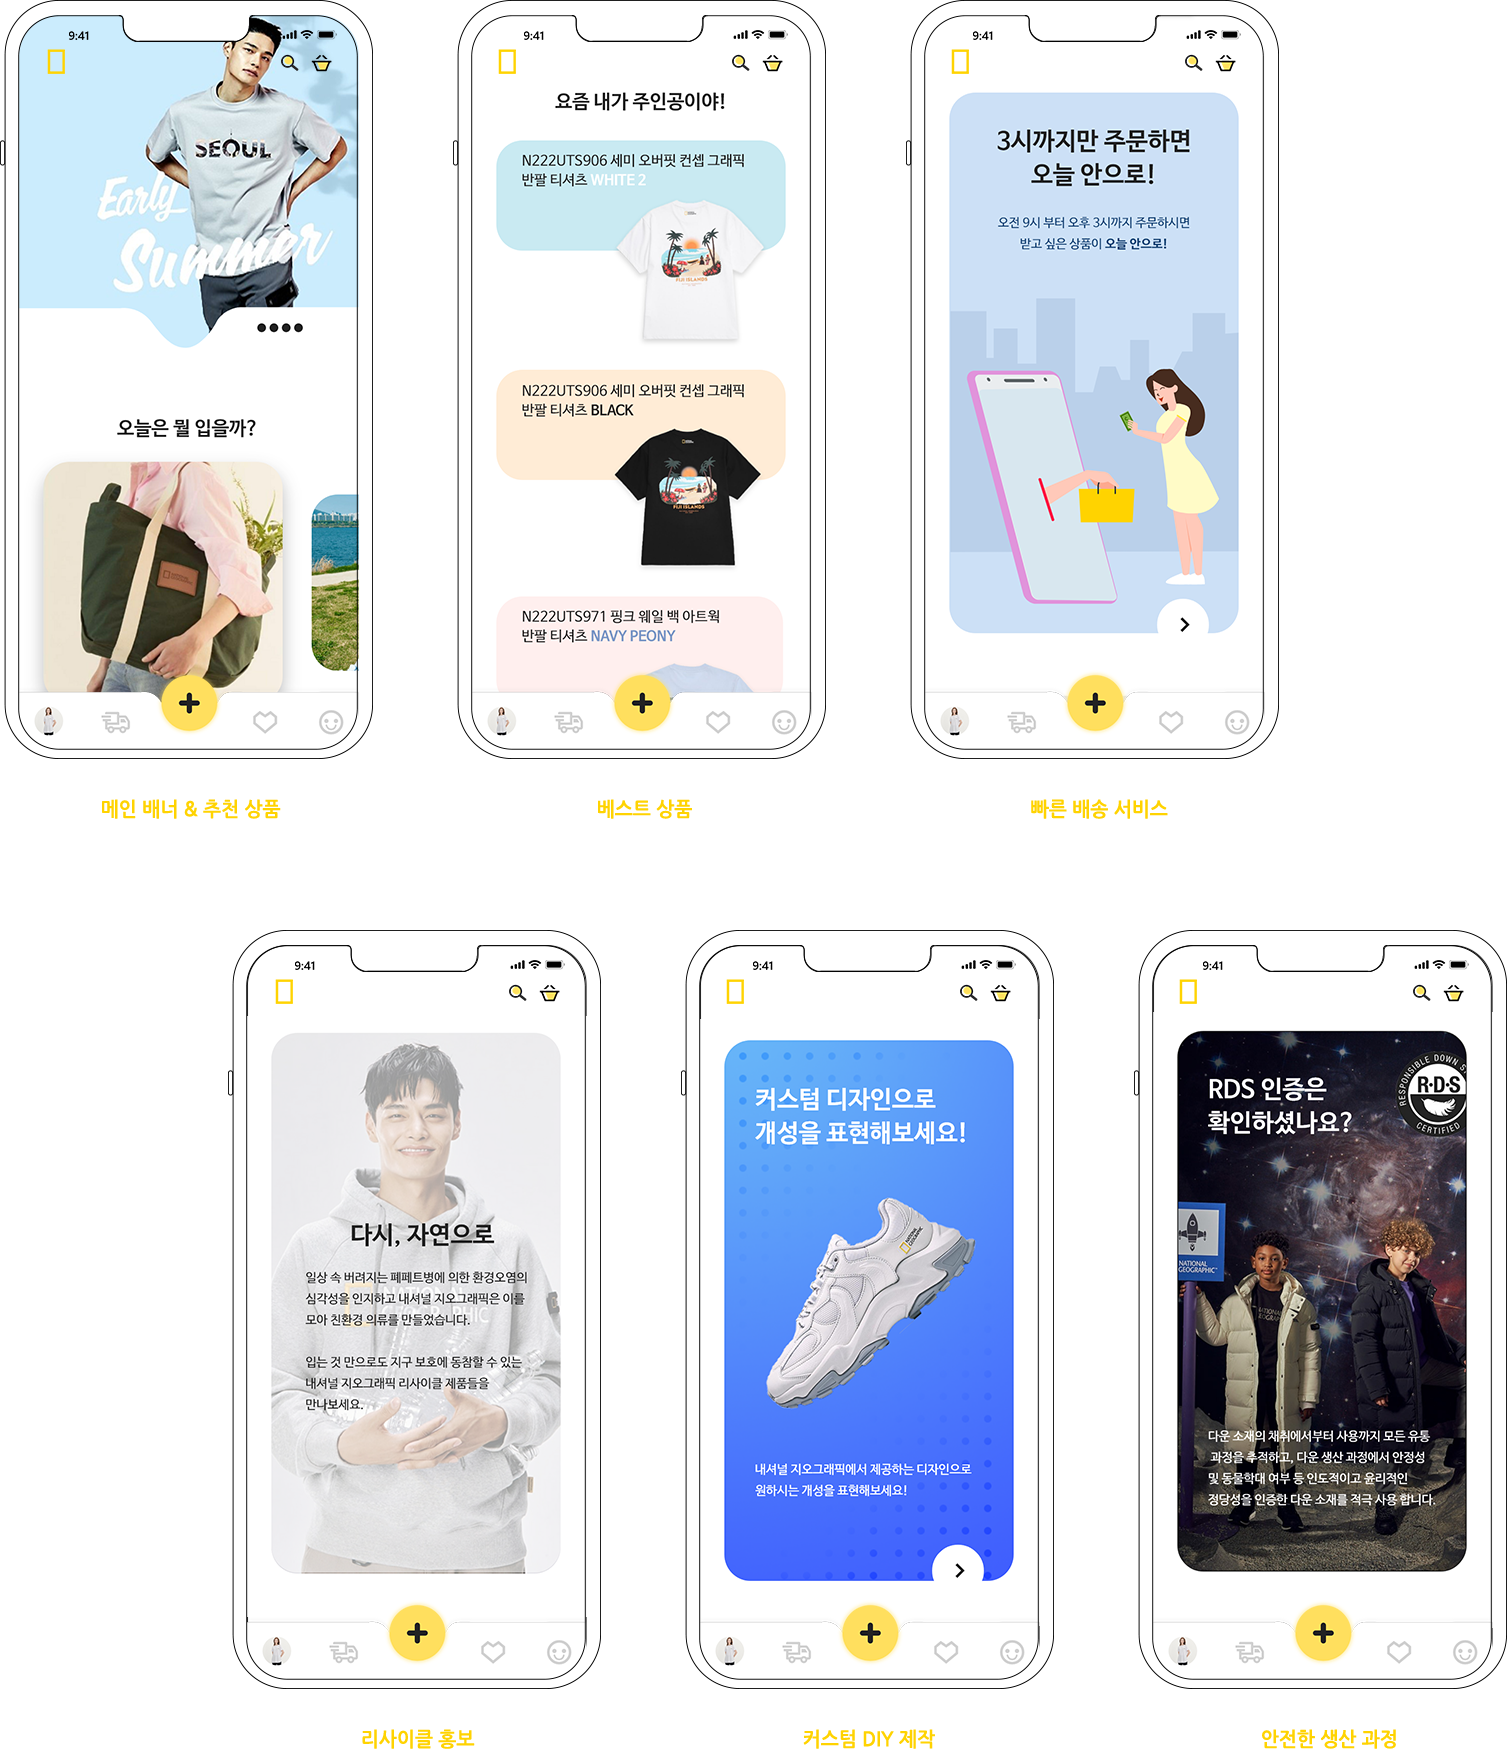 9:41
SEOUL
Early
Summer
오늘은 뭘 입을까?
메인 배너 & 추천 상품
9:41
요즘 내가 주인공이야!
N222UTS906 세미 오버핏 컨셉 그래픽
반팔 티셔츠 WHITE 2
FIJI ISLANDS
N222UTS906 세미 오버핏 컨셉 그래픽
반팔 티셔츠 BLACK
FIJI ISLANDS
N222UTS971 핑크 웨일 백 아트웍
반팔 티셔츠 NAVY PEONY
베스트 상품
9:41
3시까지만 주문하면
오늘 안으로!
오전 9시 부터 오후 3시까지 주문하시면
받고 싶은 상품이 오늘 안으로!
빠른 배송 서비스
9:41
다시, 자연으로
일상 속 버려지는 폐페트병에 의한 환경오염의
심각성을 인지하고 내셔널 지오그래픽은 이를
모아 친환경 의류를 만들었습니다.
입는 것 만으로도 지구 보호에 동참할 수 있는
내셔널 지오그래픽 리사이클 제품들을
만나보세요.
리사이클 홍보
9:41
커스텀 디자인으로
개성을 표현해보세요!
NATIONAL
GEOGRAPHIC
내셔널 지오그래픽에서 제공하는 디자인으로
원하시는 개성을 표현해보세요!
커스텀 DIY 제작
9:41
RDS 인증은
확인하셨나요?
RESPONSIBLE DOWN S
R·D·S
CERTIFIED
NATIONAL
GEOGRAPHIC
다운 소재의 채취에서부터 사용까지 모든 유통
과정을 추적하고, 다운 생산 과정에서 안정성
및 동물학대 여부 등 인도적이고 윤리적인
정당성을 인증한 다운 소재를 적극 사용 합니다.
안전한 생산 과정